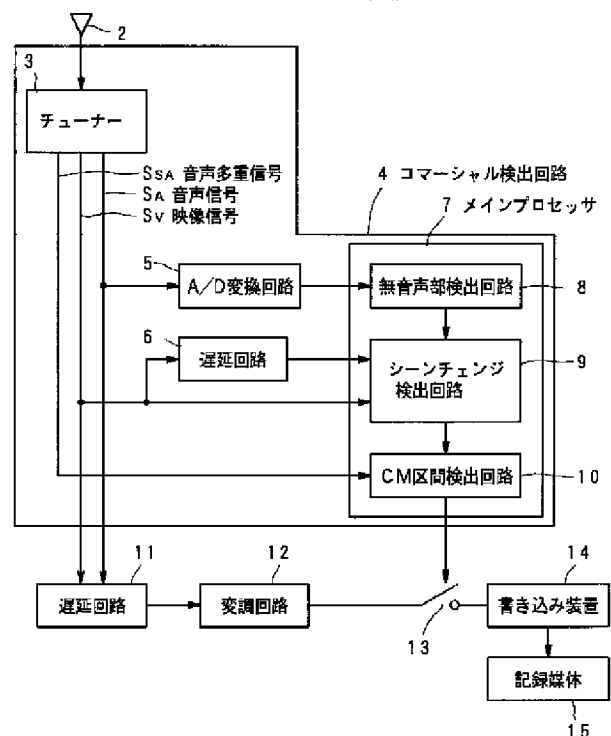 2
3
チューナー
SSA 音声多重信号
SA 音声信号
SV 映像信号
4 コマーシャル検出回路
7 メインプロセッサ
5
A/D変換回路
無音声部検出回路
8
6
遅延回路
シーンチェンジ
検出回路
9
CM区間検出回路
10
11
遅延回路
12
変調回路
13
14
書き込み装置
記録媒体
15